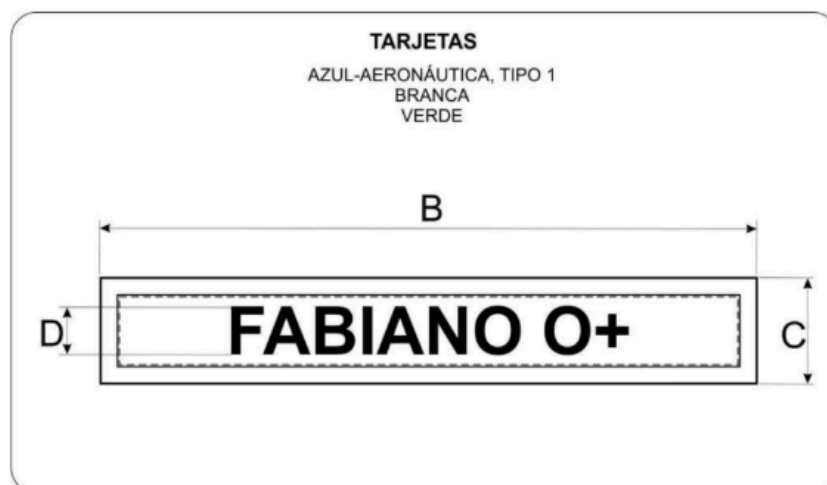 TARJETAS
AZUL-AERONÁUTICA, TIPO 1
BRANCA
VERDE
B
D
FABIANO O+
C